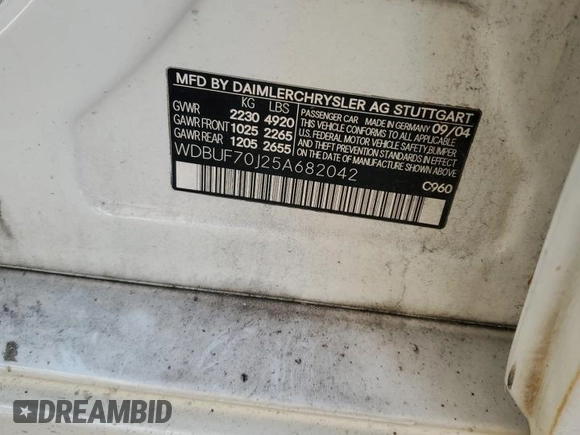 MFD BY DAIMLERCHRYSLER AG STUTTGART
KG LBS
GVWR 2230 4920
GAWR FRONT 1025 2265
GAWR REAR 1205 2655
PASSENGER CAR MADE IN GERMANY 09/04
THIS VEHICLE CONFORMS TO ALL APPLICABLE
U.S. FEDERAL MOTOR VEHICLE SAFETY, BUMPER,
AND THEFT PREVENTION STANDARDS IN EFFECT
ON THE DATE OF MANUFACTURE SHOWN ABOVE
WDBUF70J25A682042
C960
DREAMBID